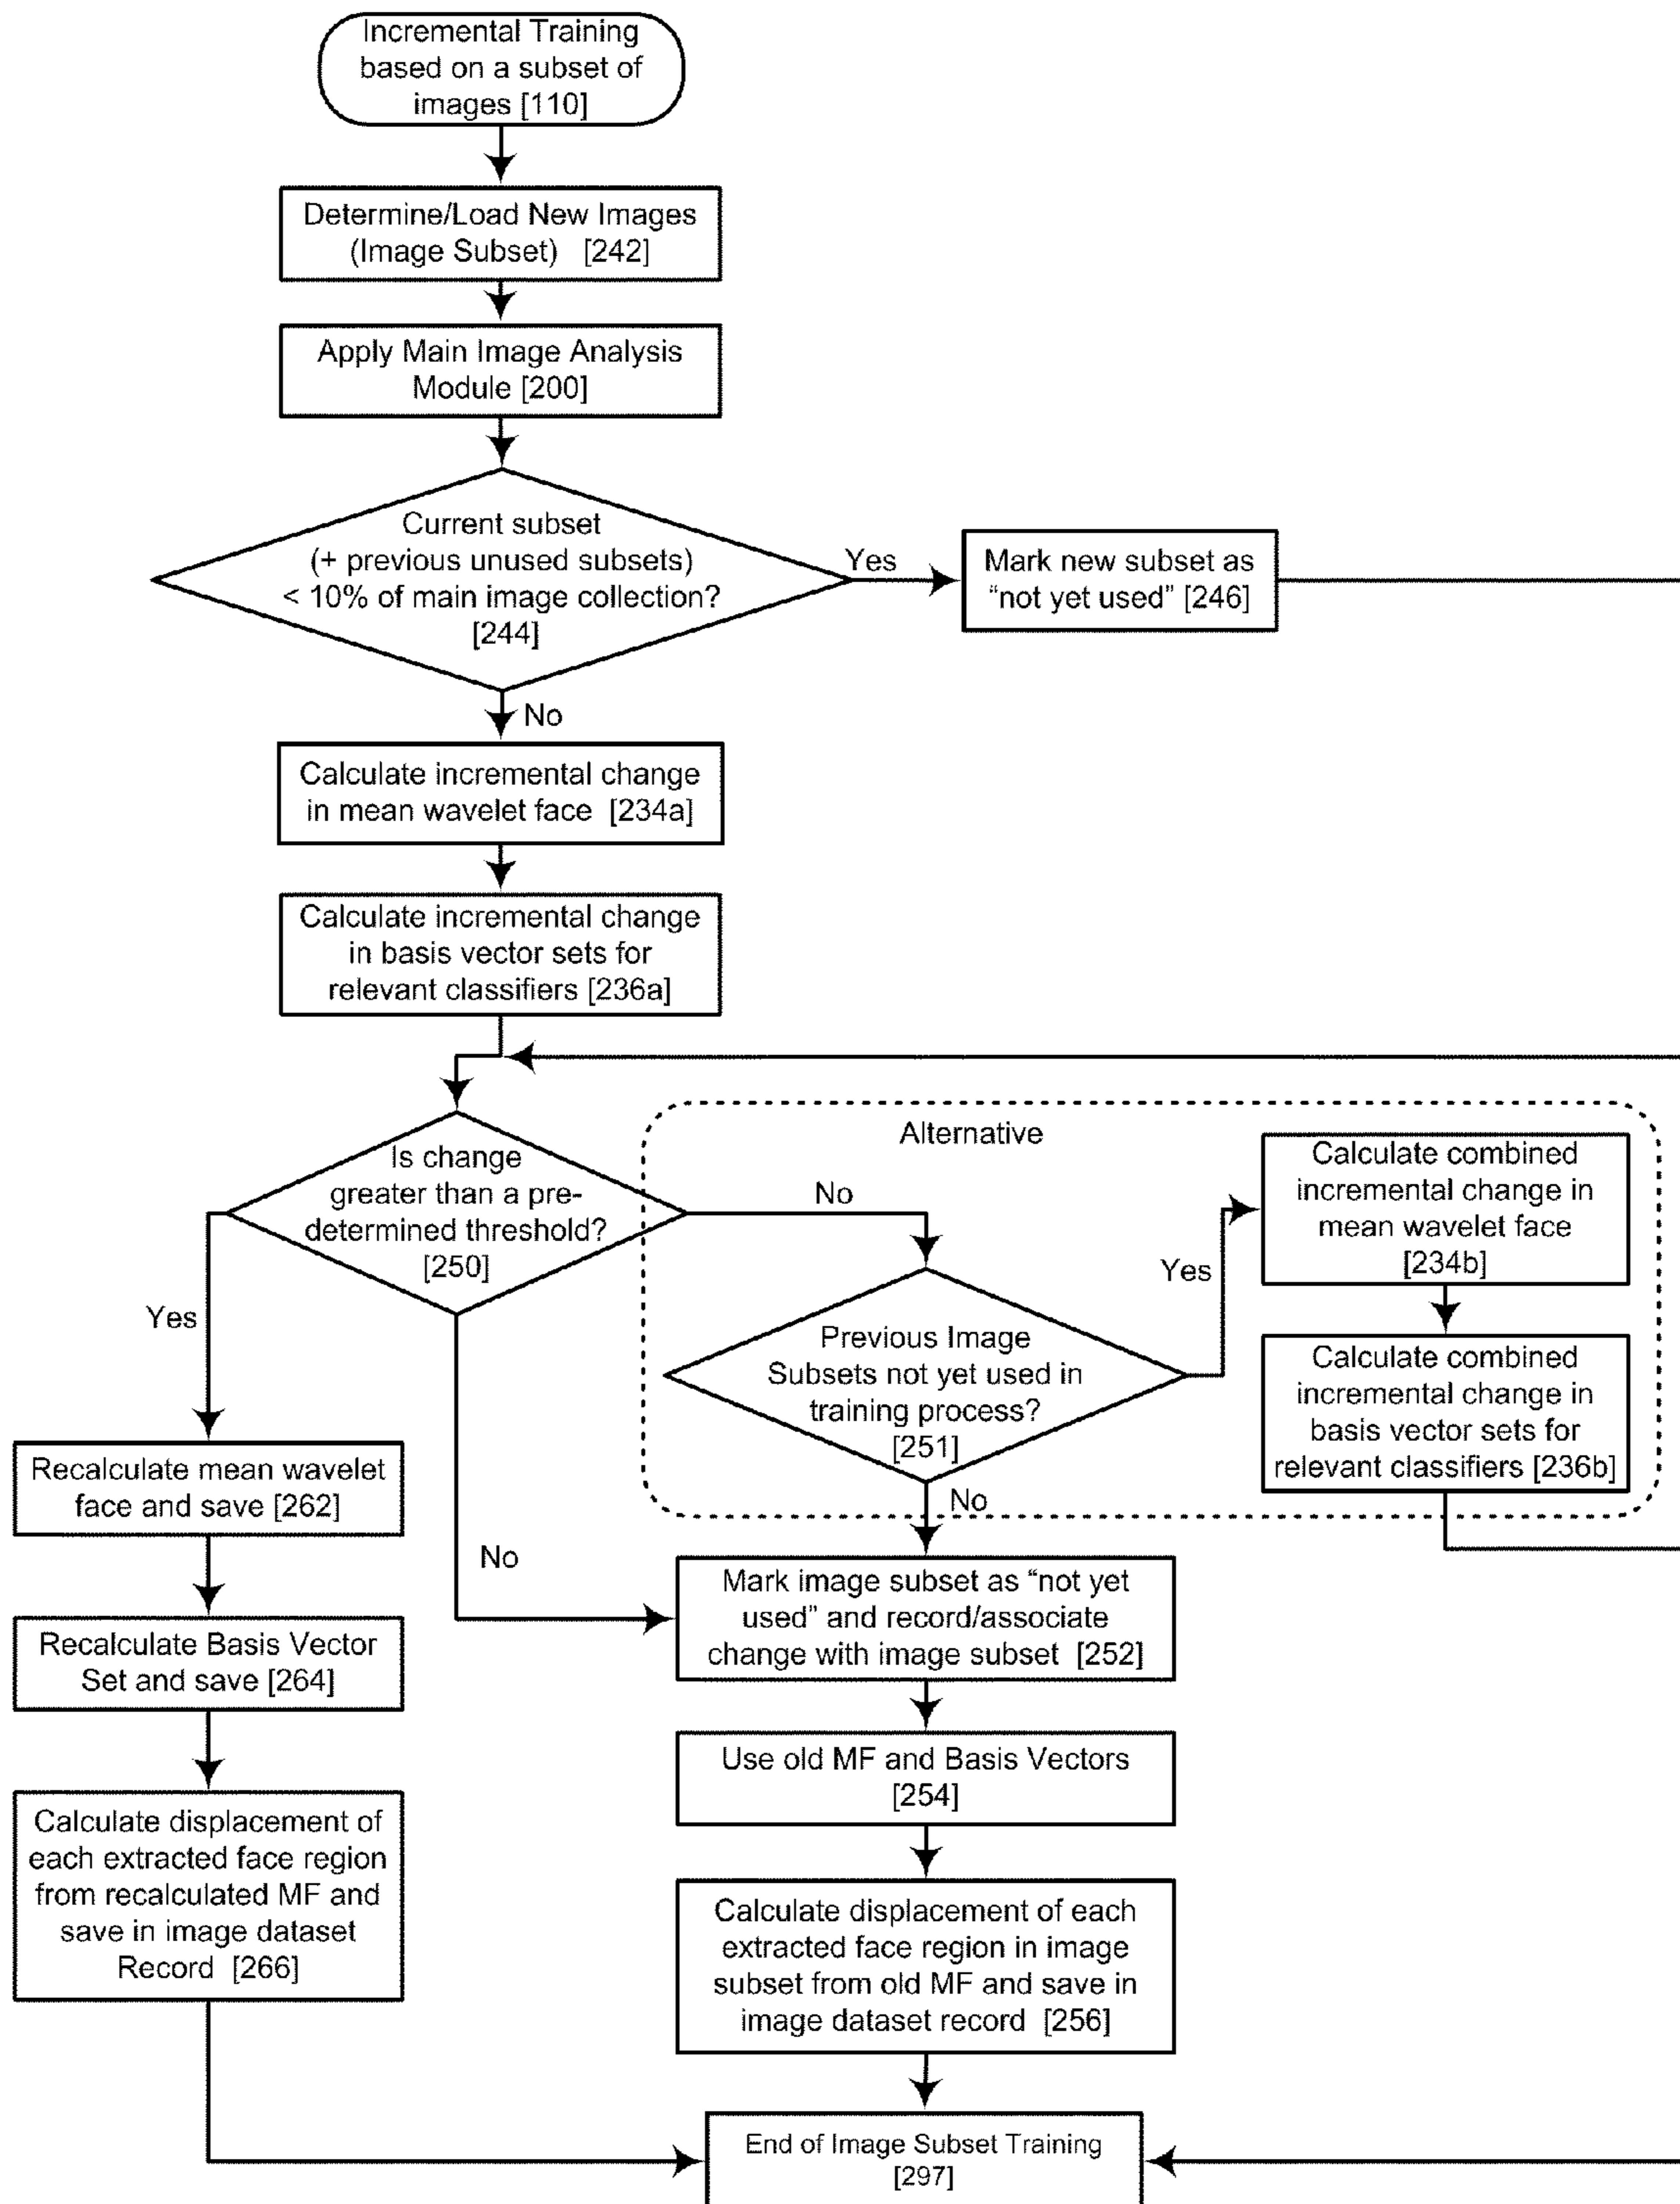 Incremental Training
based on a subset of
images [110]
Determine/Load New Images
(Image Subset) [242]
Apply Main Image Analysis
Module [200]
Current subset
(+ previous unused subsets)
< 10% of main image collection?
[244]
Yes
Mark new subset as
“not yet used” [246]
No
Calculate incremental change
in mean wavelet face [234a]
Calculate incremental change
in basis vector sets for
relevant classifiers [236a]
Is change
greater than a pre-
determined threshold?
[250]
Alternative
No
Calculate combined
incremental change in
mean wavelet face
[234b]
Yes
Yes
Previous Image
Subsets not yet used in
training process?
[251]
Calculate combined
incremental change in
basis vector sets for
relevant classifiers [236b]
No
Recalculate mean wavelet
face and save [262]
No
Mark image subset as “not yet
used” and record/associate
change with image subset [252]
Recalculate Basis Vector
Set and save [264]
Use old MF and Basis Vectors
[254]
Calculate displacement of
each extracted face region
from recalculated MF and
save in image dataset
Record [266]
Calculate displacement of each
extracted face region in image
subset from old MF and save in
image dataset record [256]
End of Image Subset Training
[297]